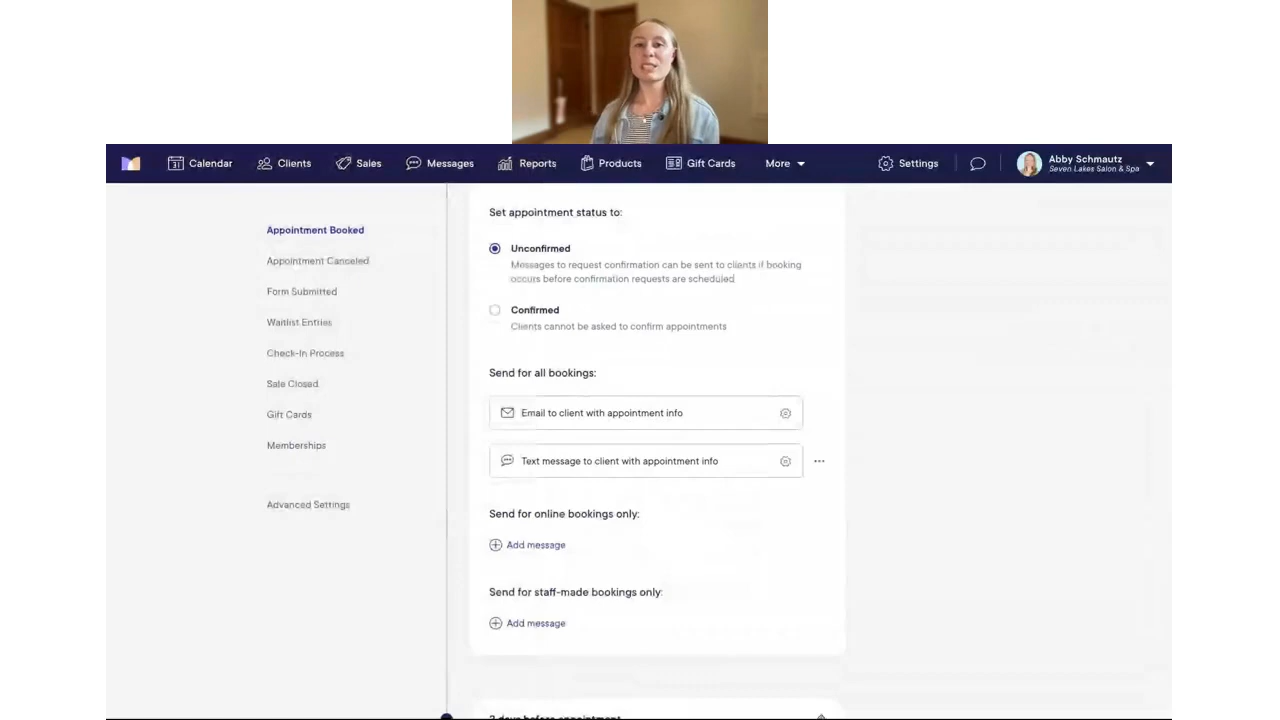 Calendar
Clients
Sales
Messages
Reports
Products
Gift Cards
More
Settings
Abby Schmautz
Seven Lakes Salon & Spa
Appointment Booked
Appointment Canceled
Form Submitted
Waitlist Entries
Check-In Process
Sale Closed
Gift Cards
Memberships
Advanced Settings
Set appointment status to:
Unconfirmed
Messages to request confirmation can be sent to clients if booking
occurs before confirmation requests are scheduled
Confirmed
Clients cannot be asked to confirm appointments
Send for all bookings:
Email to client with appointment info
Text message to client with appointment info
Send for online bookings only:
Add message
Send for staff-made bookings only:
Add message
2 days before appointment